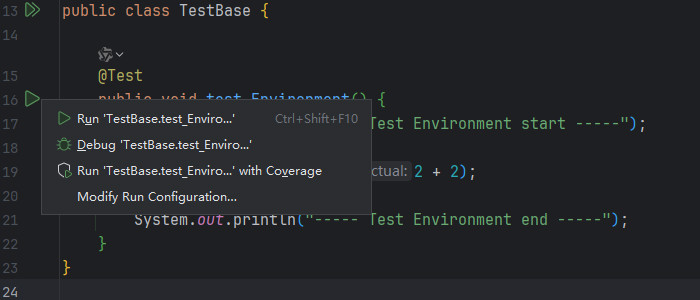 13 public class TestBase {
14
15 @Test
16 public void test_Environment() {
Run 'TestBase.test_Enviro...' Ctrl+Shift+F10
17 Test Environment start -----");
Debug 'TestBase.test_Enviro...'
Run 'TestBase.test_Enviro...' with Coverage
19 ctual: 2 + 2);
Modify Run Configuration...
21 System.out.println("----- Test Environment end -----");
22 }
23 }
24